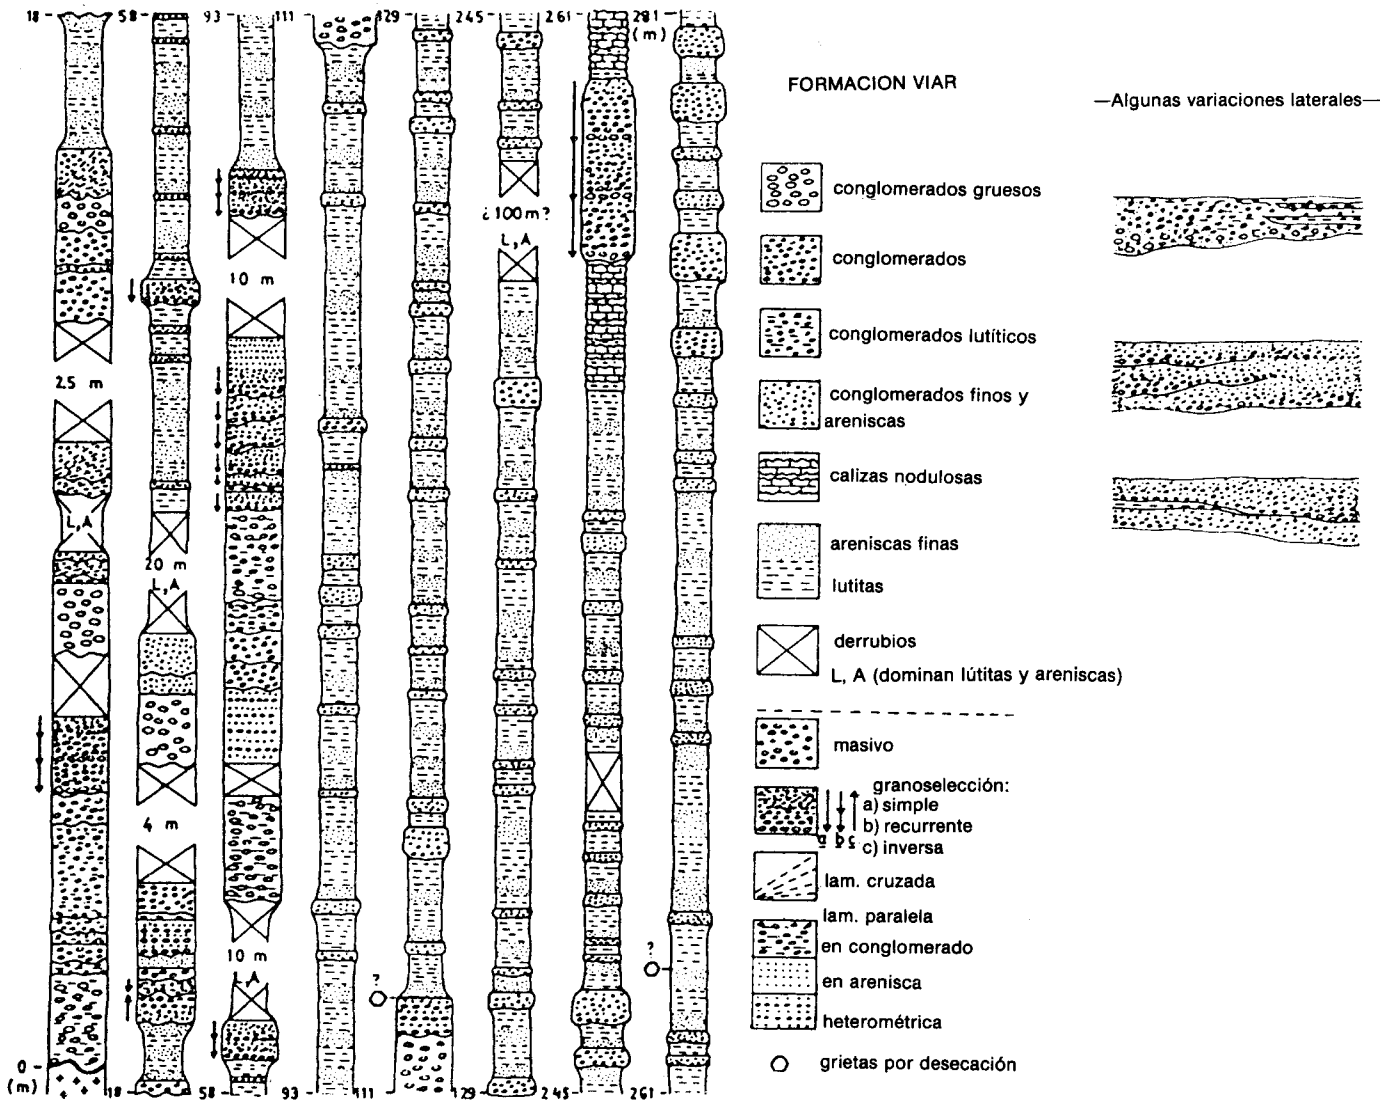 18 58 93 111 129 245 261 281
(m)
FORMACION VIAR
—Algunas variaciones laterales—
conglomerados gruesos
conglomerados
conglomerados lutíticos
conglomerados finos y
areniscas
calizas nodulosas
areniscas finas
lutitas
derrubios
L, A (dominan lútitas y areniscas)
masivo
granoselección:
a) simple
b) recurrente
c) inversa
a b c
lam. cruzada
lam. paralela
en conglomerado
en arenisca
heterométrica
grietas por desecación
2.5 m
L, A
20 m
L, A
4 m
10 m
10 m
L, A
¿100 m?
L, A
?
?
0
(m)
18 58 93 111 129 245 261